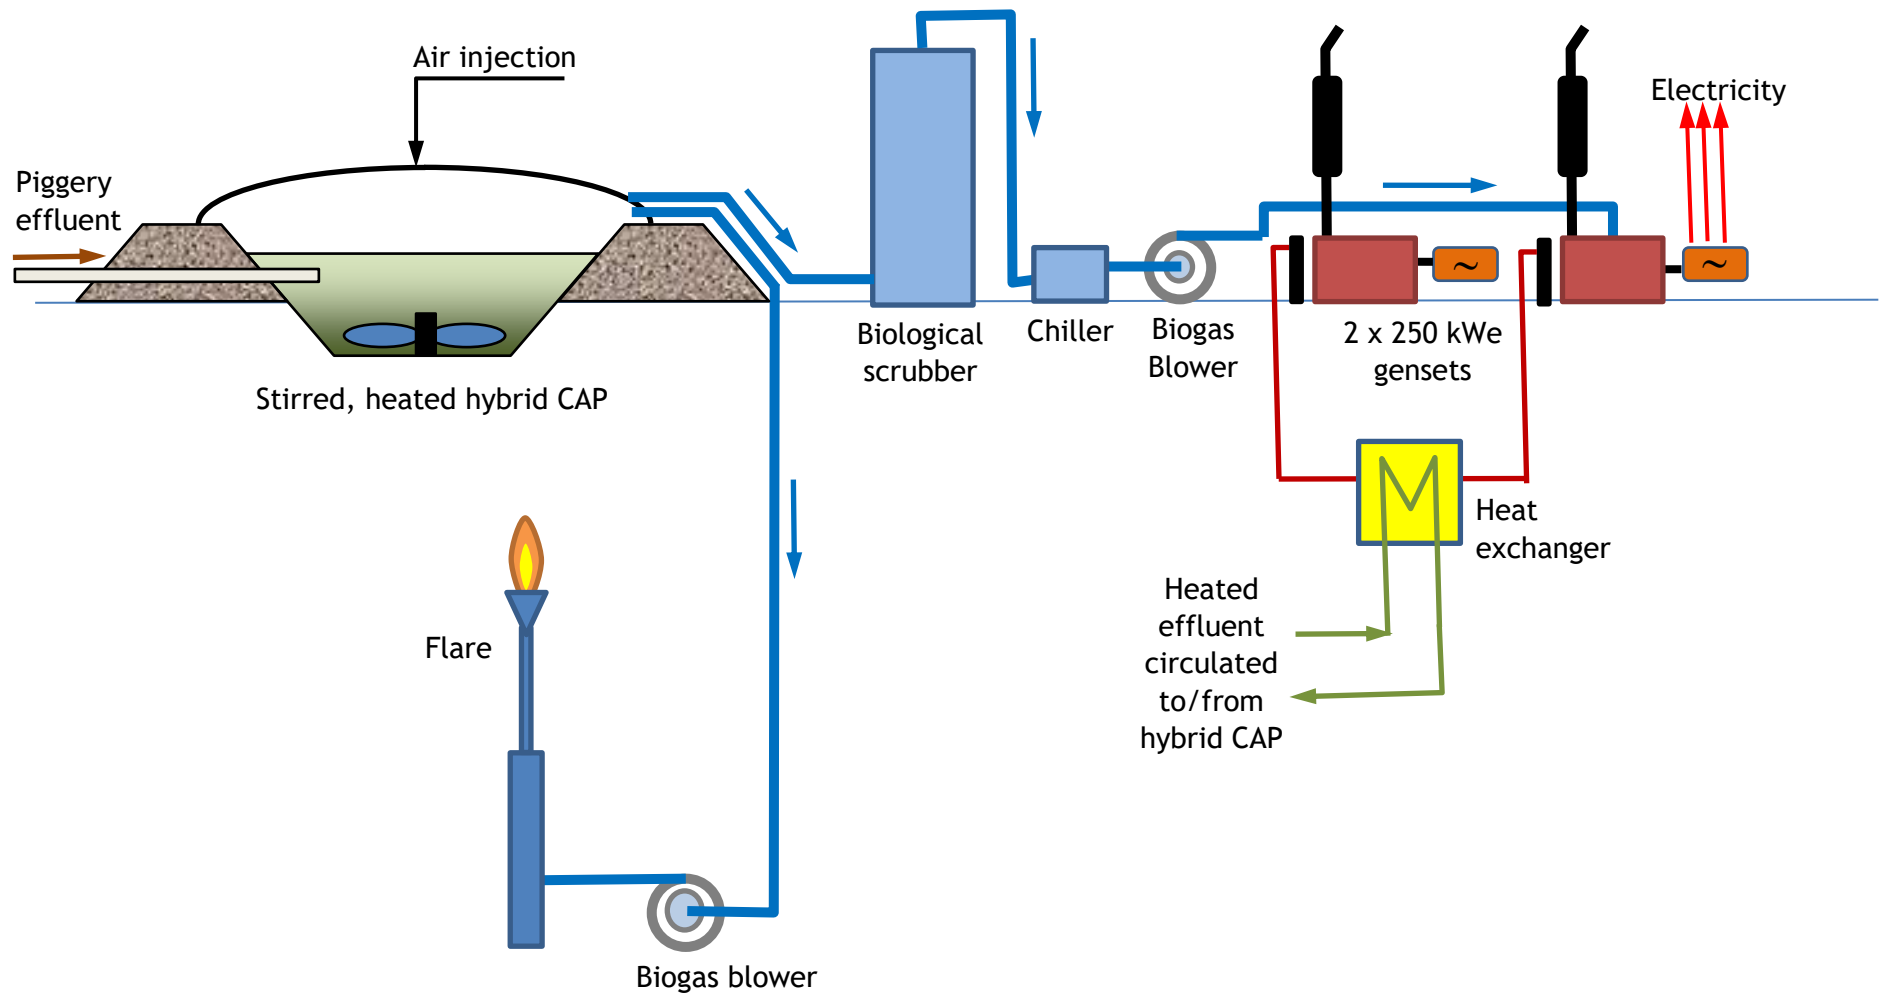 Air injection
Piggery
effluent
Electricity
Biological
scrubber
Chiller
Biogas
Blower
2 x 250 kWe
gensets
~
~
Stirred, heated hybrid CAP
Heat
exchanger
Heated
effluent
circulated
to/from
hybrid CAP
Flare
Biogas blower